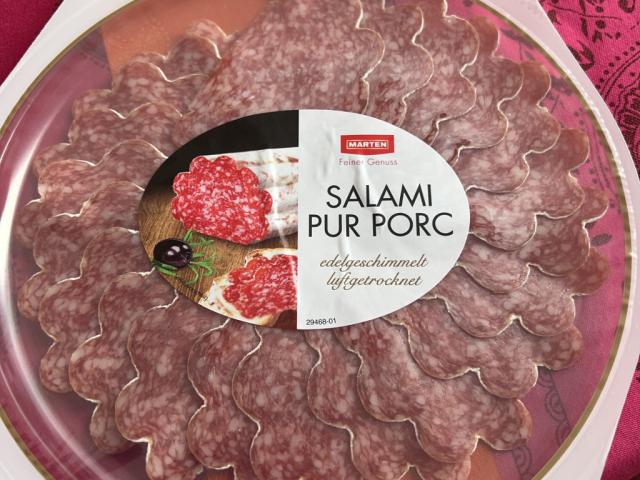 MARTEN
Feiner Genuss
SALAMI
PUR PORC
edelgeschimmelt
luftgetrocknet
29468-01